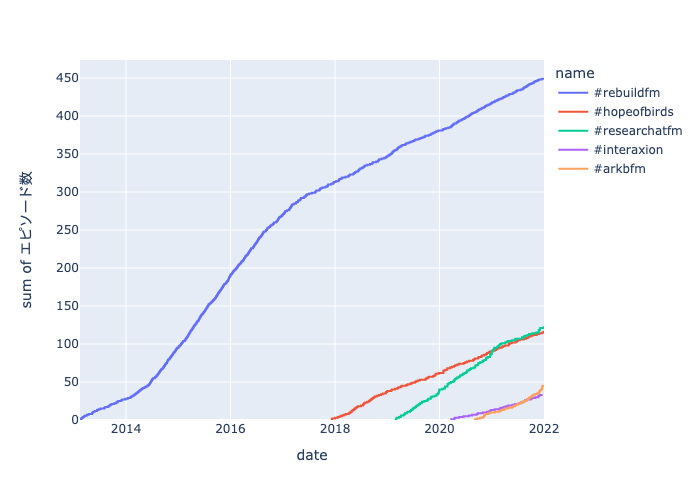 name
#rebuildfm
#hopeofbirds
#researchatfm
#interaxion
#arkbfm
450
400
350
300
250
200
150
100
50
0
sum of エピソード数
2014 2016 2018 2020 2022
date